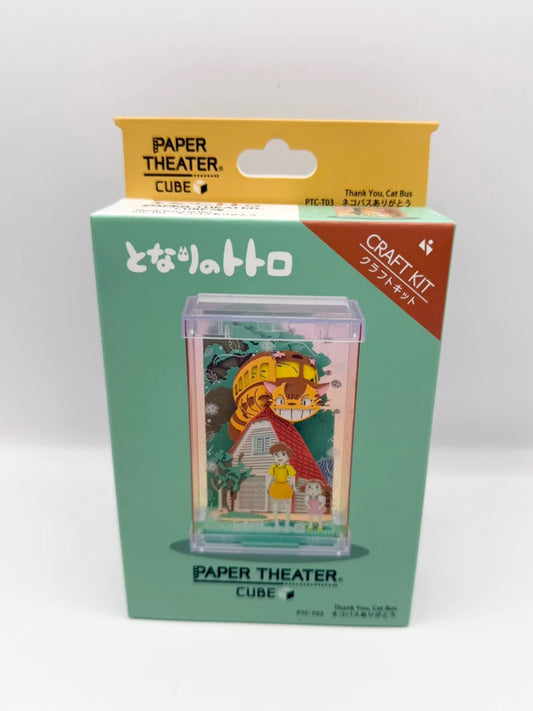 PAPER
THEATER®
CUBE
Thank You, Cat Bus
PTC-T03 ネコバスありがとう
となりのトトロ
CRAFT KIT
クラフトキット
PAPER THEATER®
CUBE
Thank You, Cat Bus
PTC-T03 ネコバスありがとう